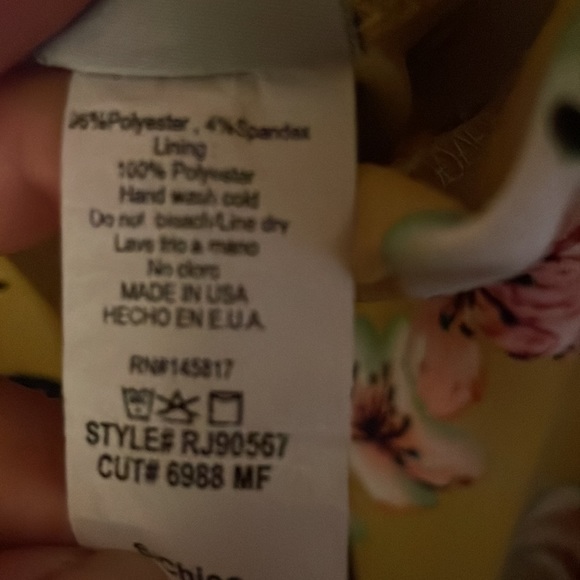 96%Polyester , 4%Spandex
Lining
100% Polyester
Hand wash cold
Do not bleach/Line dry
Lave frio a mano
No cloro
MADE IN USA
HECHO EN E.U.A.
RN#145817
STYLE# RJ90567
CUT# 6988 MF